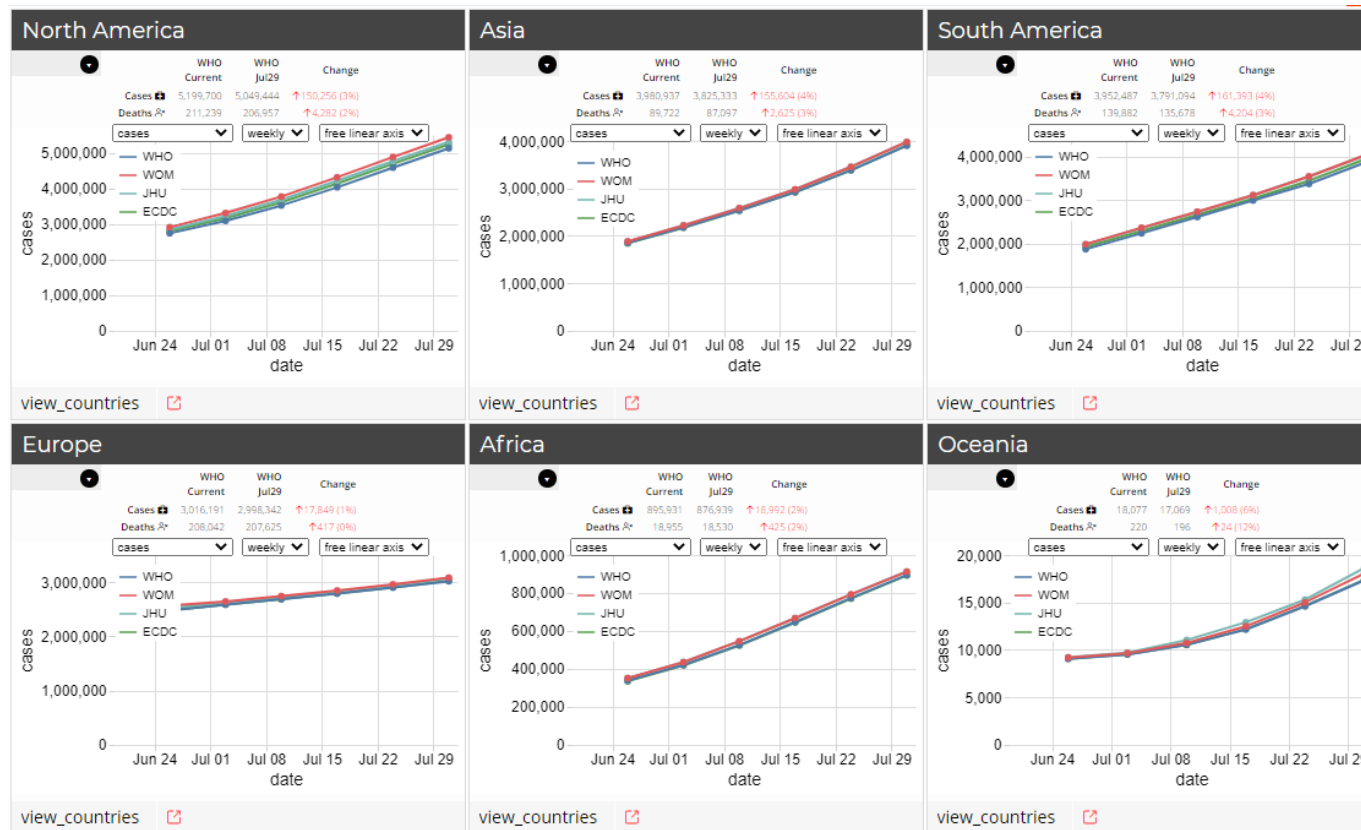 North America
WHO WHO
Current Jul29 Change
Cases 5,199,700 5,049,444 ↑150,256 (3%)
Deaths 211,239 206,957 ↑4,282 (2%)
cases weekly free linear axis
WHO
WOM
JHU
ECDC
5,000,000
4,000,000
3,000,000
2,000,000
1,000,000
0
cases
Jun 24 Jul 01 Jul 08 Jul 15 Jul 22 Jul 29
date
view_countries
Asia
WHO WHO
Current Jul29 Change
Cases 3,980,937 3,825,333 ↑155,604 (4%)
Deaths 89,722 87,097 ↑2,625 (3%)
cases weekly free linear axis
WHO
WOM
JHU
ECDC
4,000,000
3,000,000
2,000,000
1,000,000
0
cases
Jun 24 Jul 01 Jul 08 Jul 15 Jul 22 Jul 29
date
view_countries
South America
WHO WHO
Current Jul29 Change
Cases 3,952,487 3,791,094 ↑161,393 (4%)
Deaths 139,882 135,678 ↑4,204 (3%)
cases weekly free linear axis
WHO
WOM
JHU
ECDC
4,000,000
3,000,000
2,000,000
1,000,000
0
cases
Jun 24 Jul 01 Jul 08 Jul 15 Jul 22 Jul 2
date
view_countries
Europe
WHO WHO
Current Jul29 Change
Cases 3,016,191 2,998,342 ↑17,849 (1%)
Deaths 208,042 207,625 ↑417 (0%)
cases weekly free linear axis
WHO
WOM
JHU
ECDC
3,000,000
2,000,000
1,000,000
0
cases
Jun 24 Jul 01 Jul 08 Jul 15 Jul 22 Jul 29
date
view_countries
Africa
WHO WHO
Current Jul29 Change
Cases 895,931 876,939 ↑18,992 (2%)
Deaths 18,955 18,530 ↑425 (2%)
cases weekly free linear axis
WHO
WOM
JHU
ECDC
1,000,000
800,000
600,000
400,000
200,000
0
cases
Jun 24 Jul 01 Jul 08 Jul 15 Jul 22 Jul 29
date
view_countries
Oceania
WHO WHO
Current Jul29 Change
Cases 18,077 17,069 ↑1,008 (6%)
Deaths 220 196 ↑24 (12%)
cases weekly free linear axis
WHO
WOM
JHU
ECDC
20,000
15,000
10,000
5,000
0
cases
Jun 24 Jul 01 Jul 08 Jul 15 Jul 22 Jul 29
date
view_countries